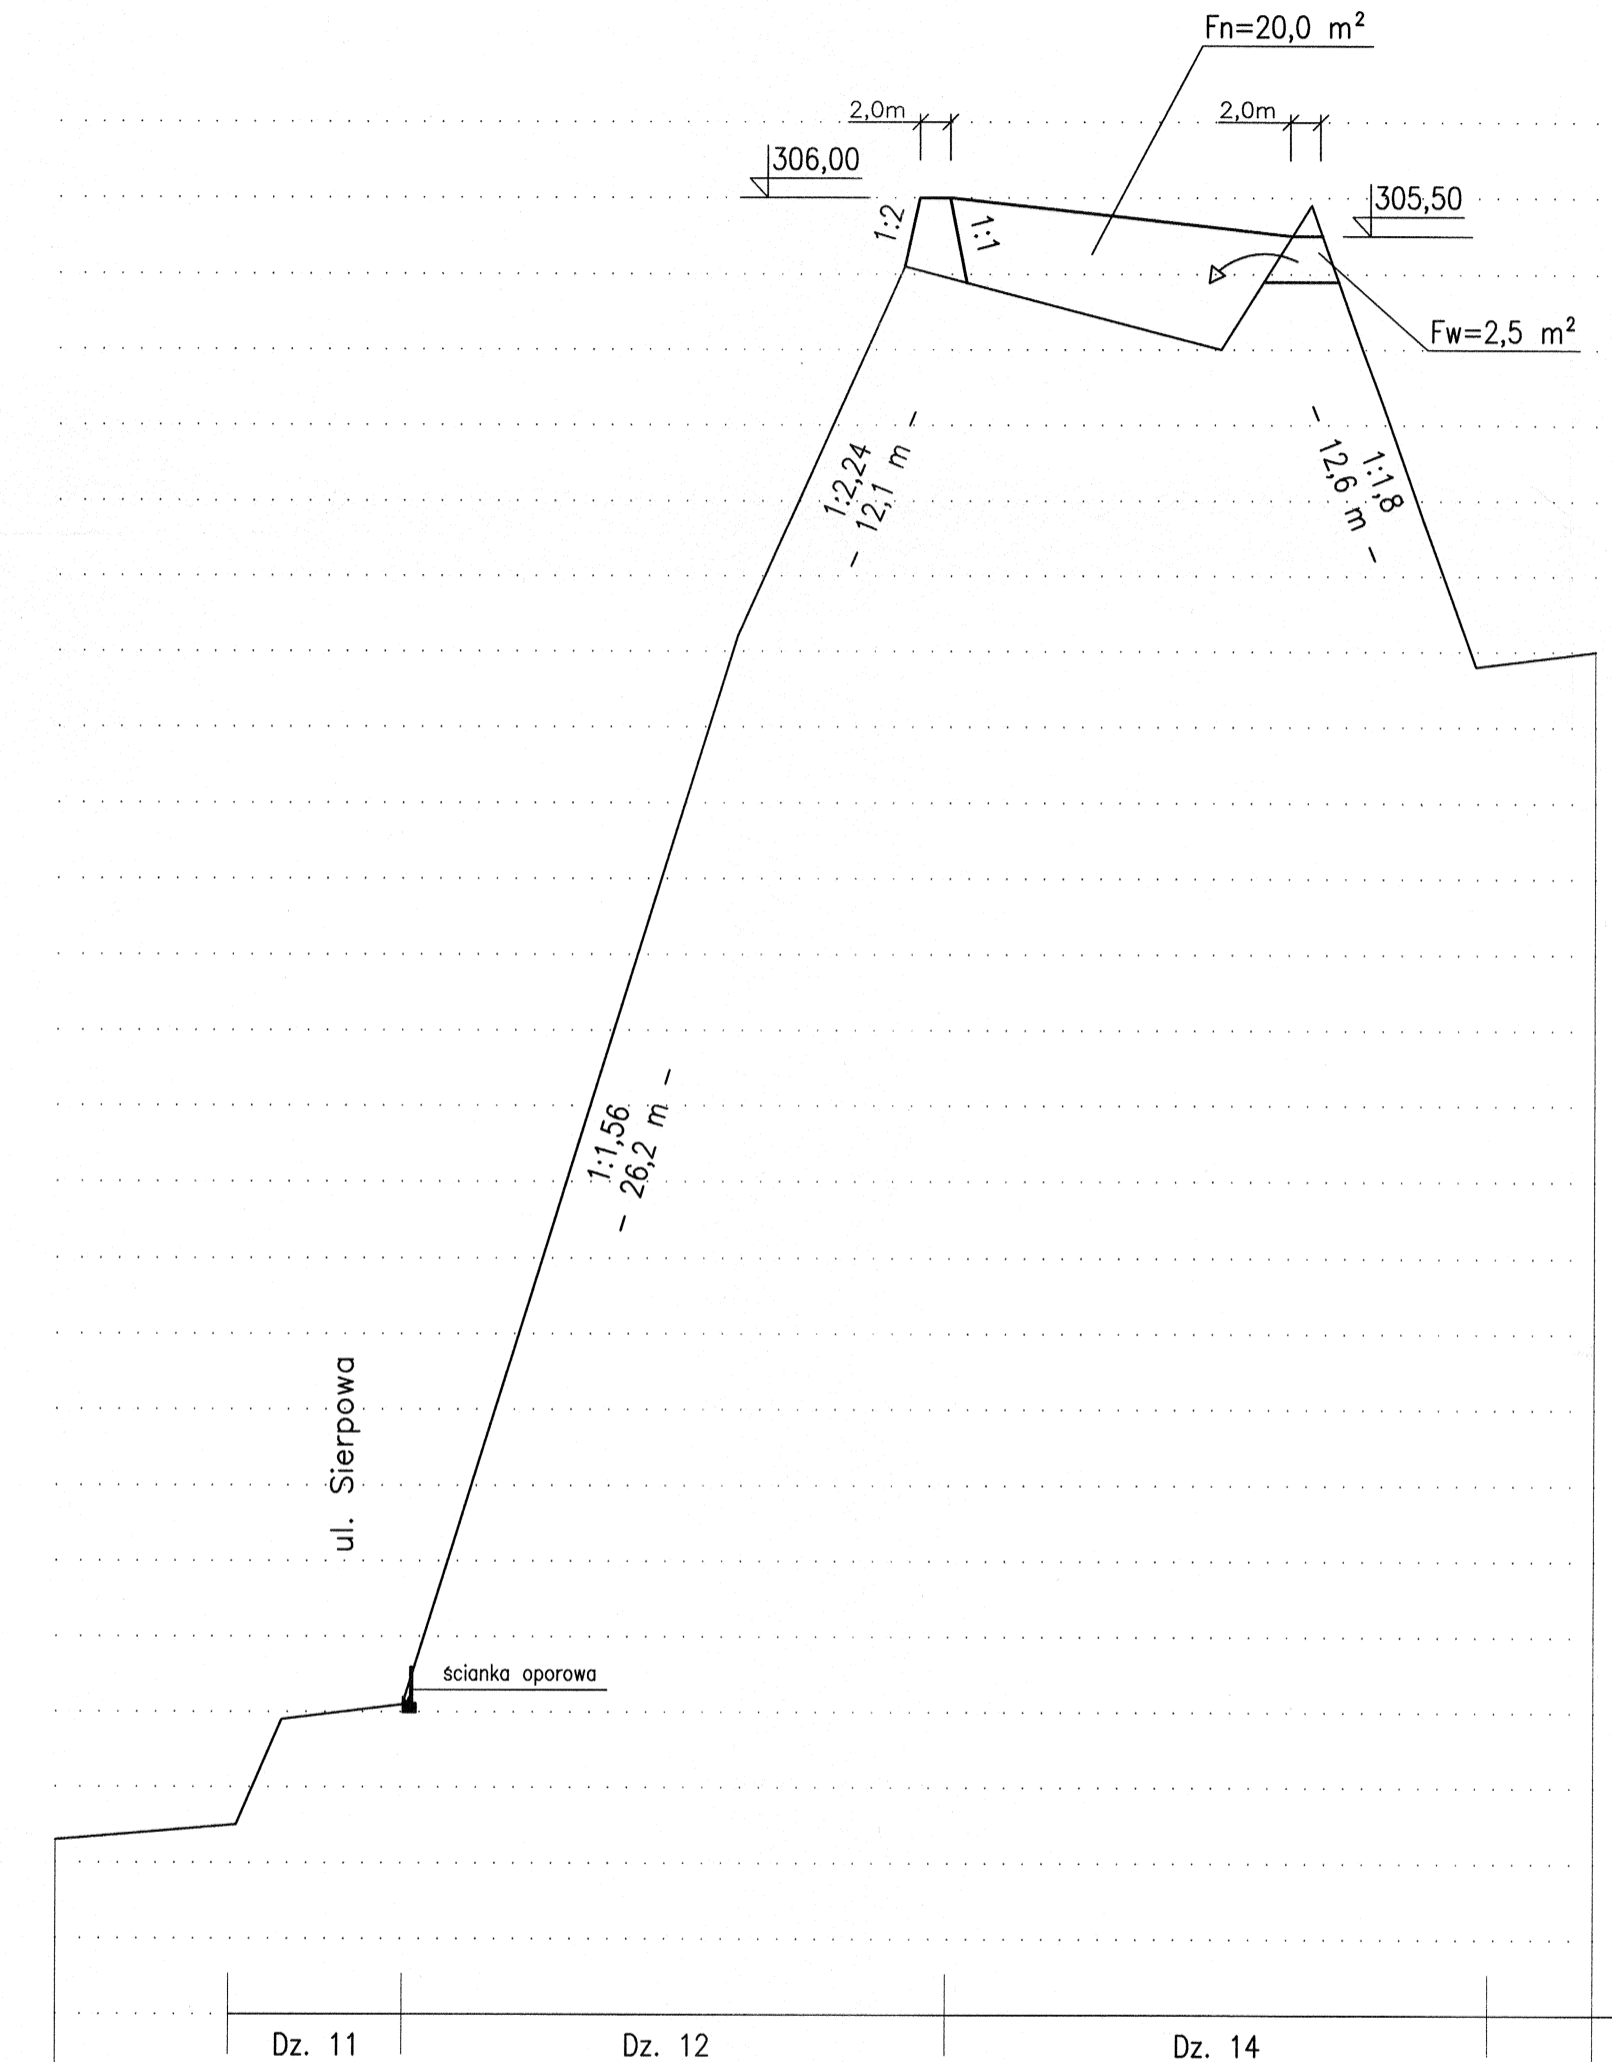 Fn=20,0 m²
2,0m
2,0m
306,00
305,50
1:2
1:1
Fw=2,5 m²
1:2,24
– 12,1 m –
1:1,8
– 12,6 m –
1:1,56
– 26,2 m –
ul. Sierpowa
ścianka oporowa
Dz. 11
Dz. 12
Dz. 14